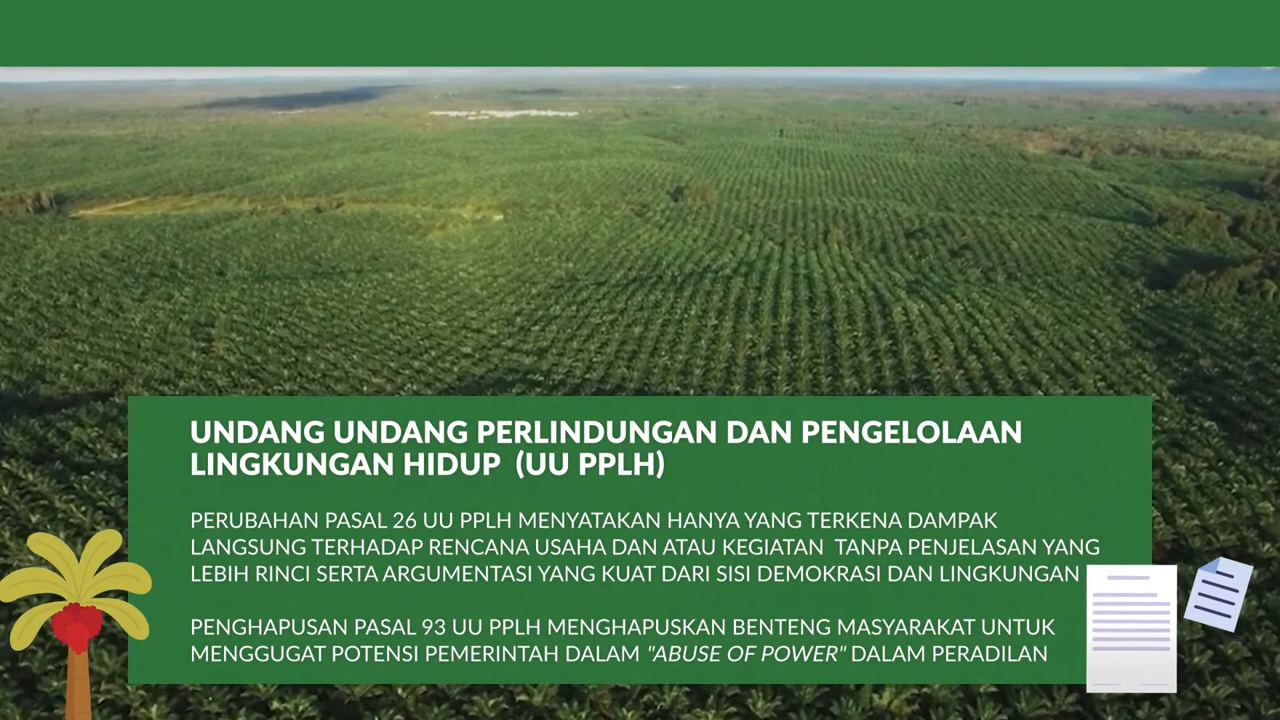 UNDANG UNDANG PERLINDUNGAN DAN PENGELOLAAN
LINGKUNGAN HIDUP (UU PPLH)
PERUBAHAN PASAL 26 UU PPLH MENYATAKAN HANYA YANG TERKENA DAMPAK
LANGSUNG TERHADAP RENCANA USAHA DAN ATAU KEGIATAN TANPA PENJELASAN YANG
LEBIH RINCI SERTA ARGUMENTASI YANG KUAT DARI SISI DEMOKRASI DAN LINGKUNGAN
PENGHAPUSAN PASAL 93 UU PPLH MENGHAPUSKAN BENTENG MASYARAKAT UNTUK
MENGGUGAT POTENSI PEMERINTAH DALAM "ABUSE OF POWER" DALAM PERADILAN